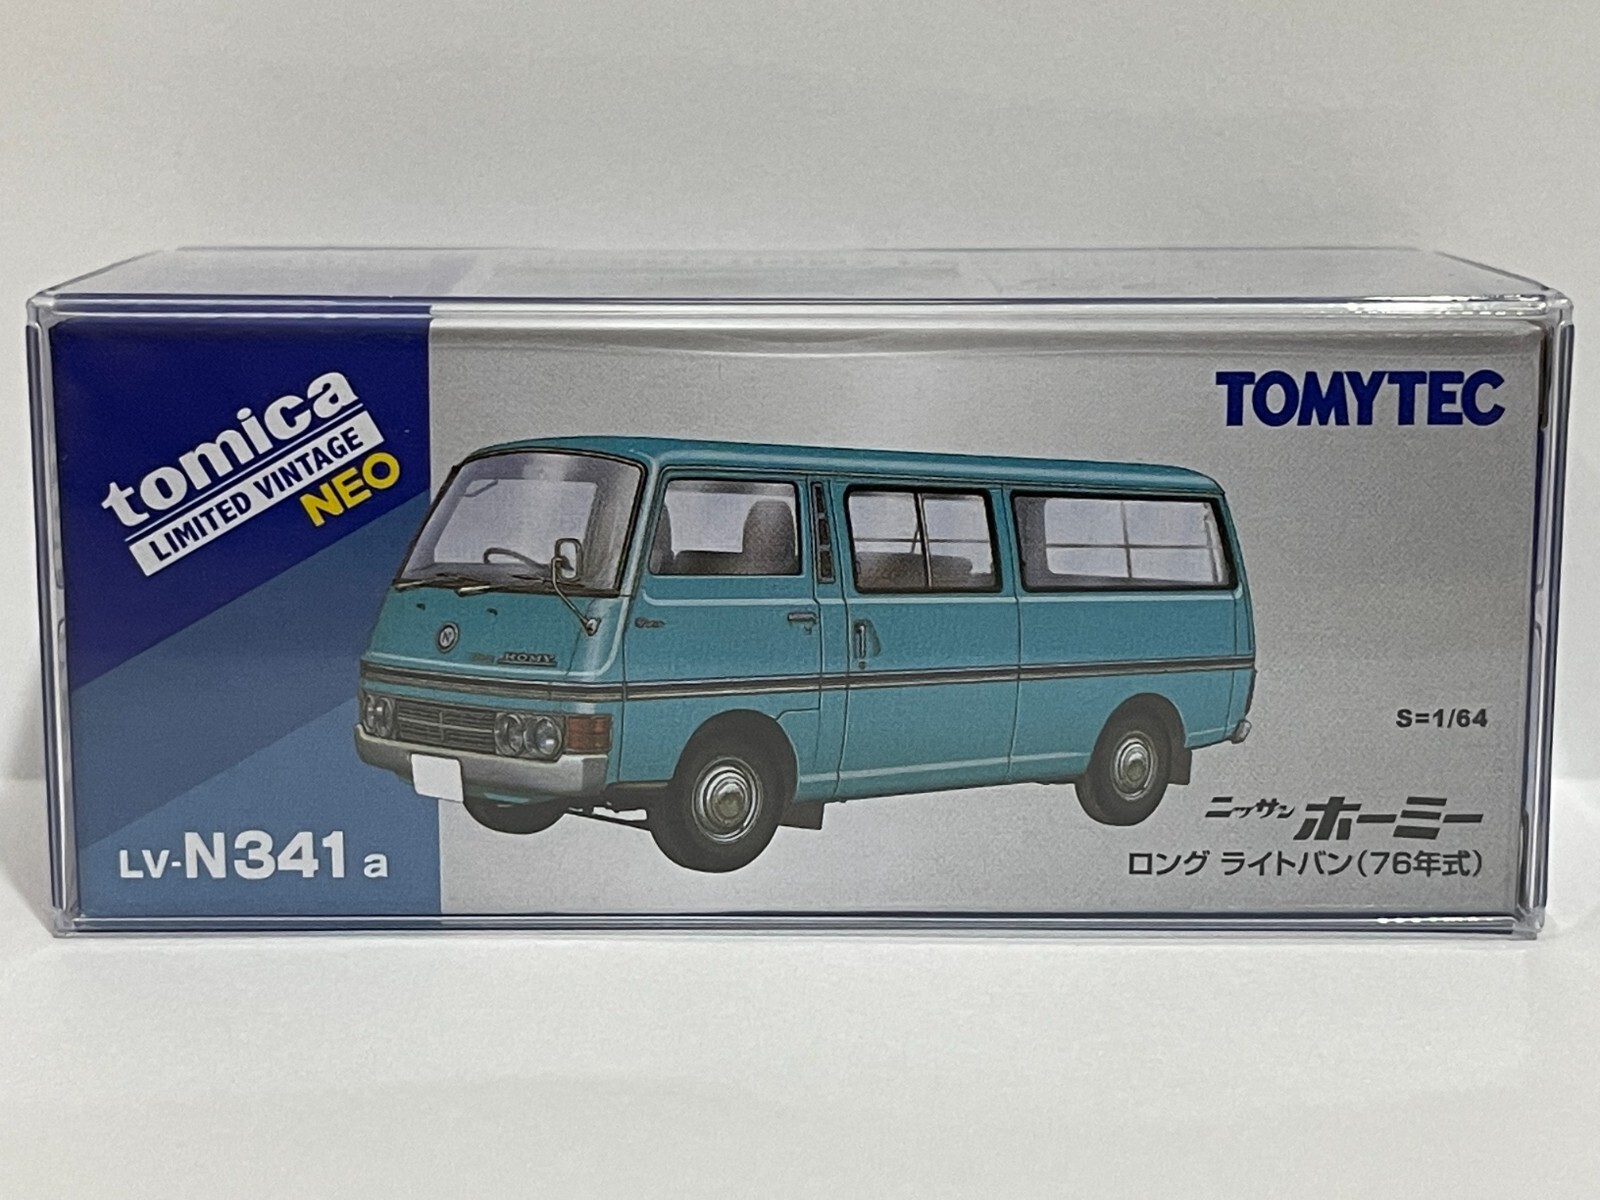 tomica
LIMITED VINTAGE
NEO
TOMYTEC
N
HOMY
S=1/64
ニッサン ホーミー
ロング ライトバン(76年式)
LV-N341a